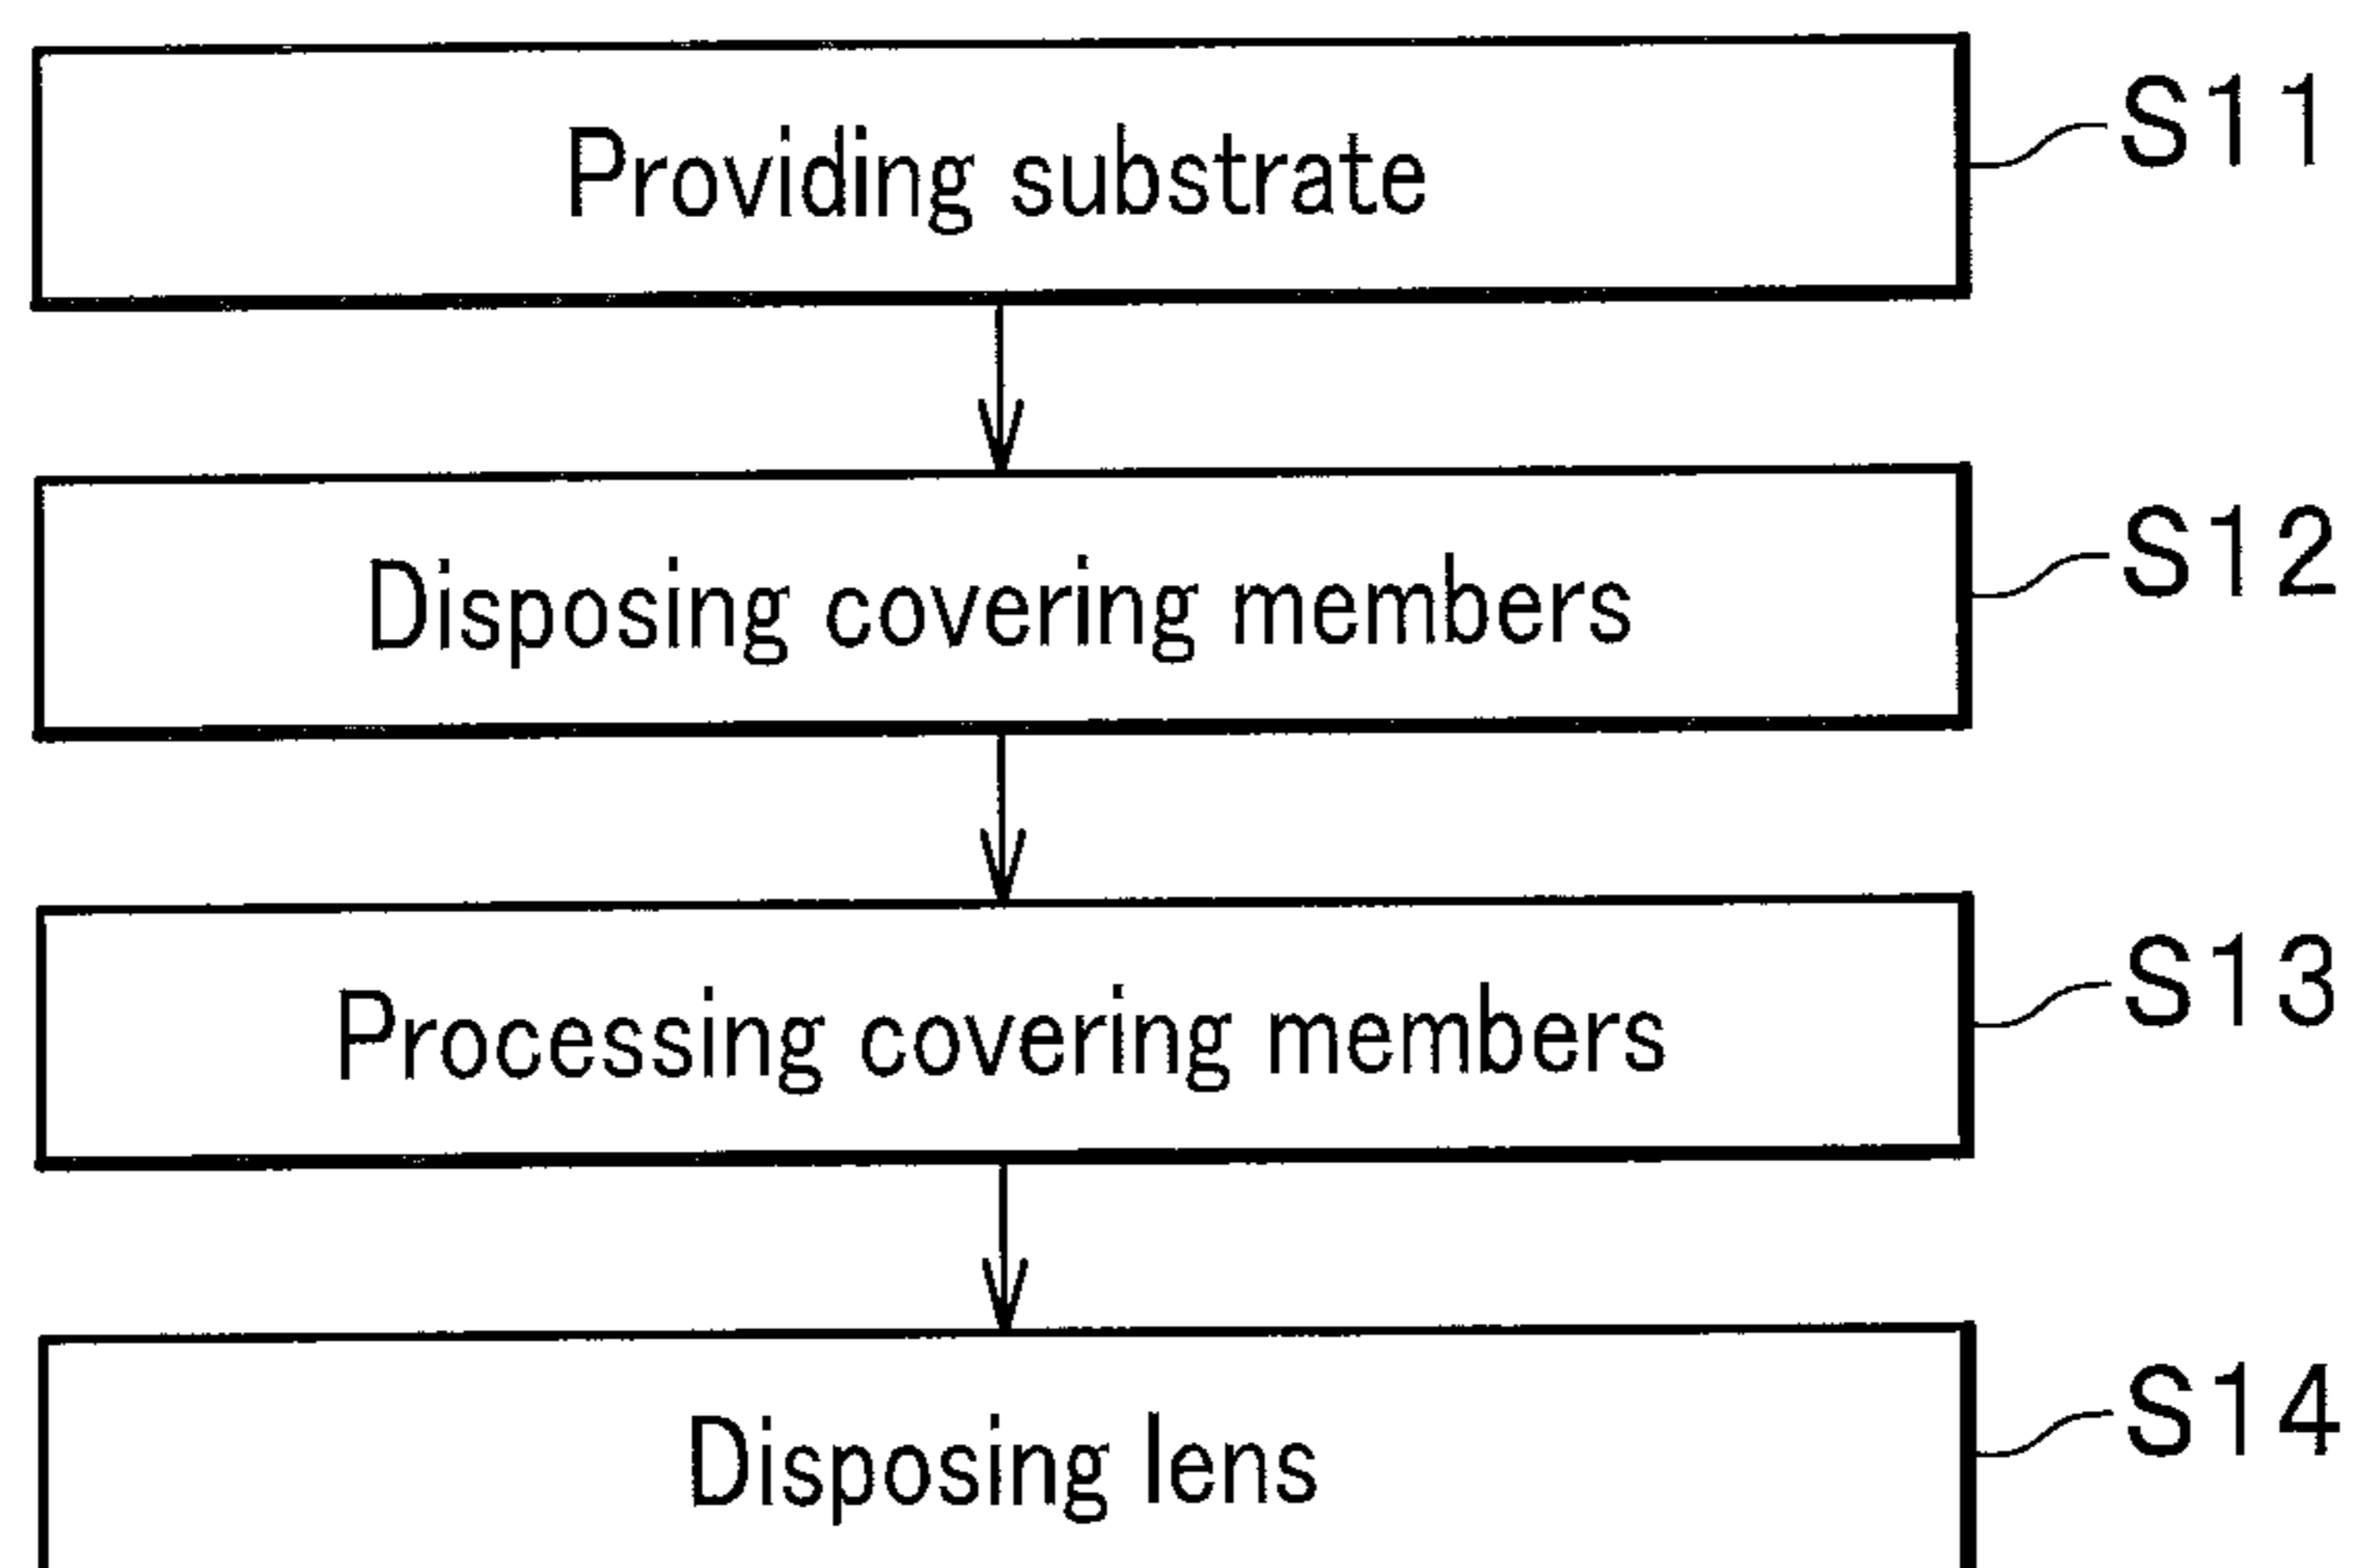 Providing substrate
S11
Disposing covering members
S12
Processing covering members
S13
Disposing lens
S14